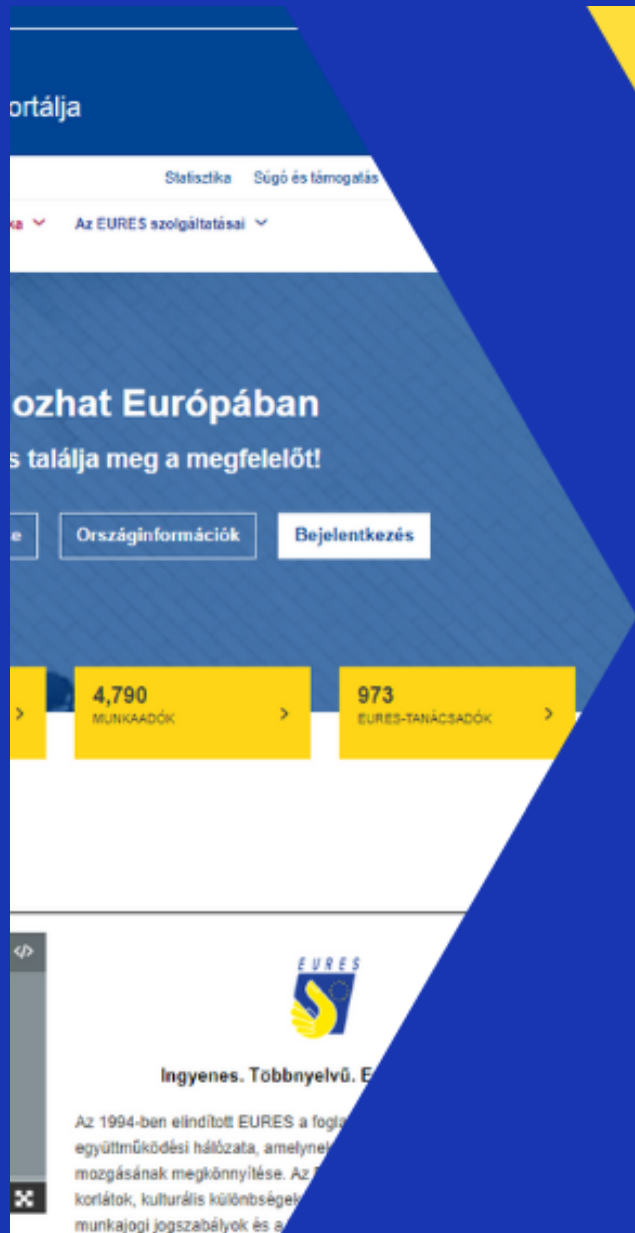 ortálja
Statisztika Súgó és támogatás
ka Az EURES szolgáltatásai
ozhat Európában
s találja meg a megfelelőt!
e Országinformációk Bejelentkezés
4,790 973
MUNKAADÓK EURES-TANÁCSADÓK
EURES
Ingyenes. Többnyelvű. E
Az 1994-ben elindított EURES a fogla
együttműködési hálózata, amelynek
mozgásának megkönnyítése. Az
korlátok, kulturális különbségek
munkajogi jogszabályok és a